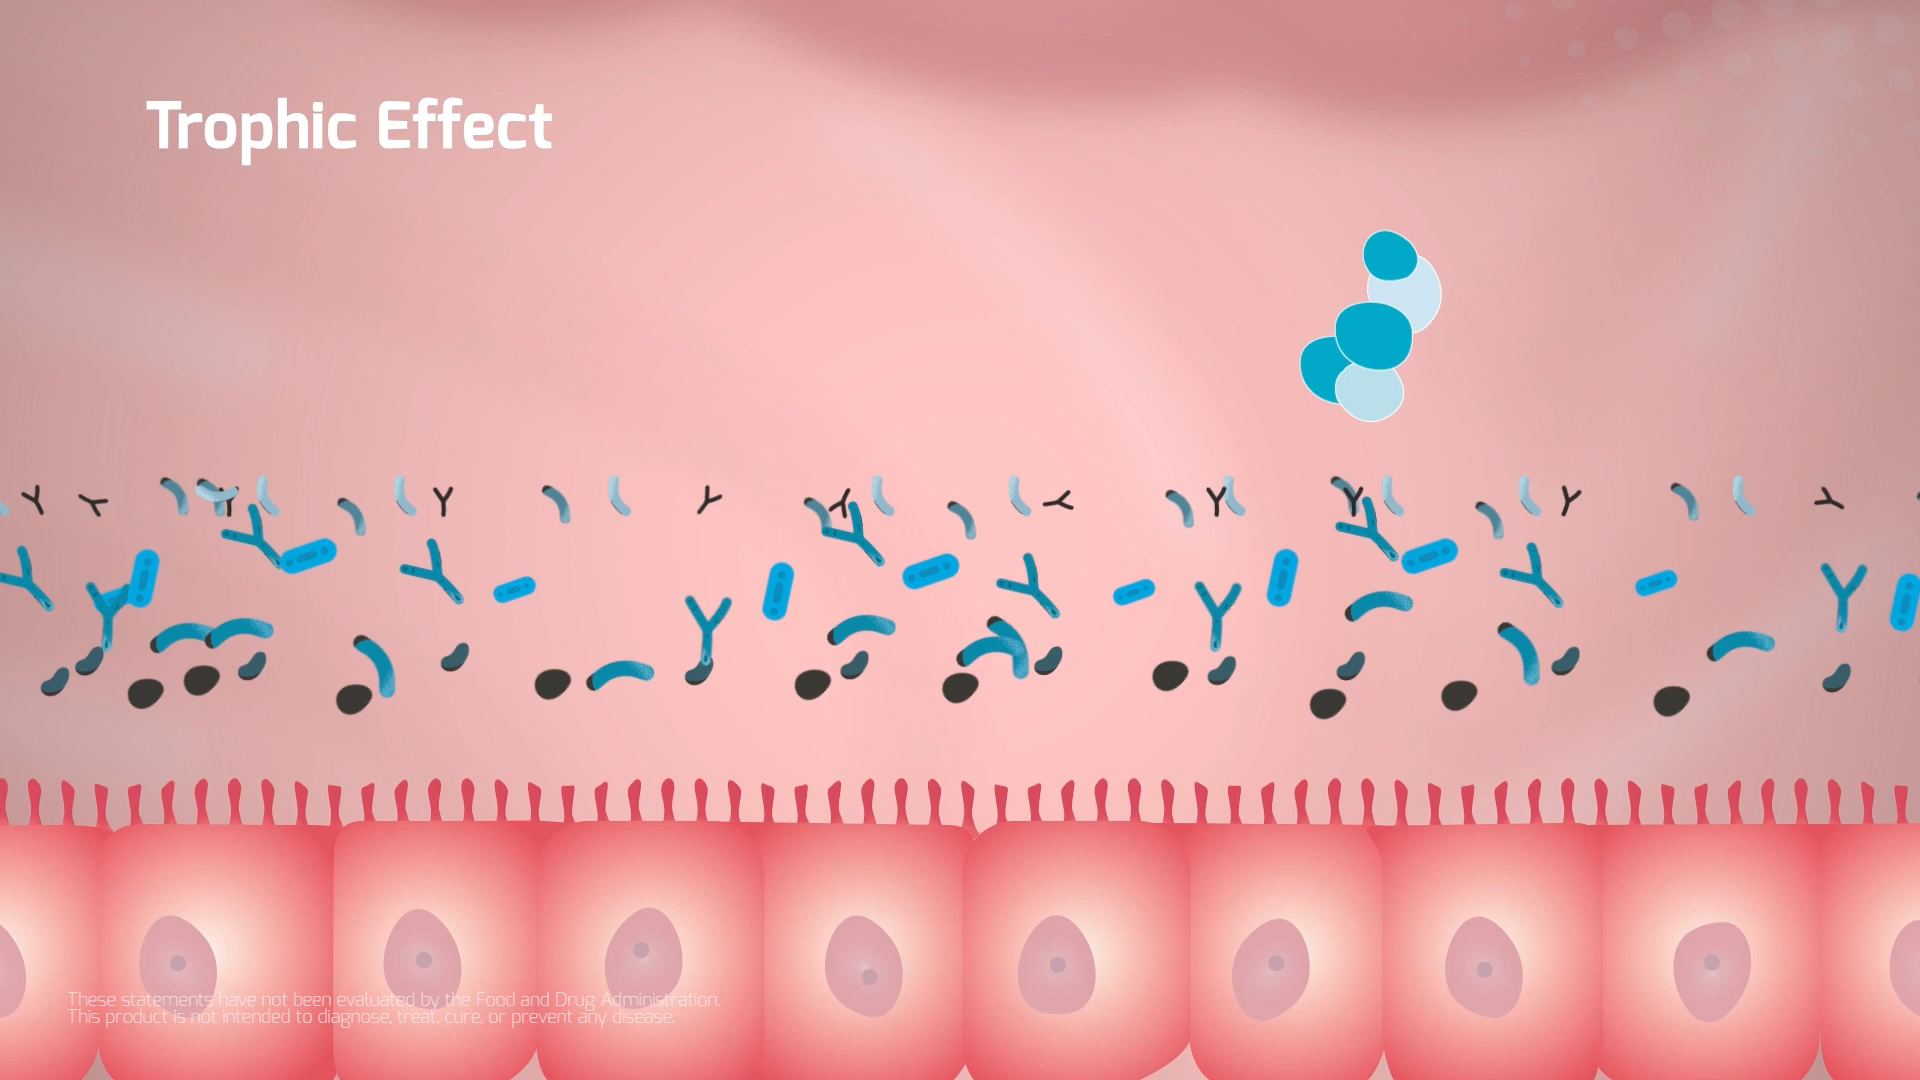 Trophic Effect
These statements have not been evaluated by the Food and Drug Administration.
This product is not intended to diagnose, treat, cure, or prevent any disease.